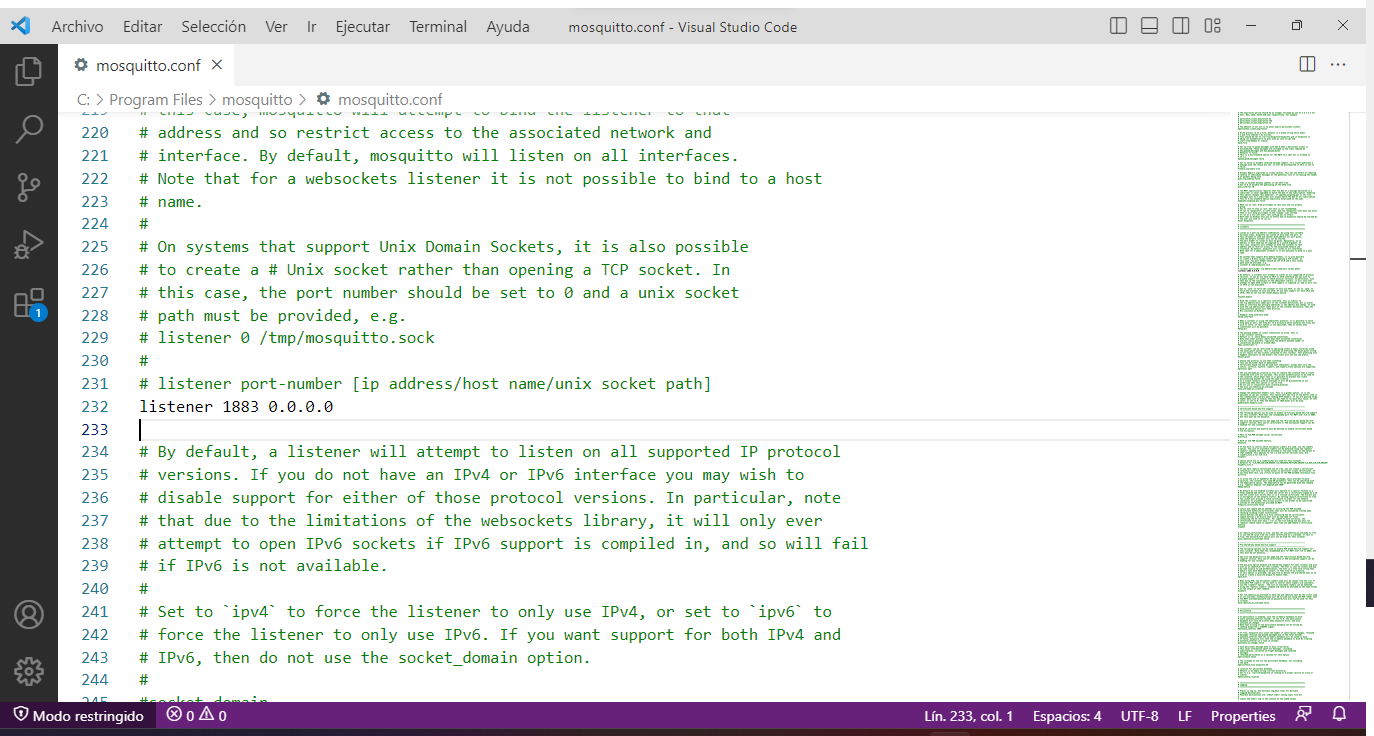 Archivo Editar Selección Ver Ir Ejecutar Terminal Ayuda mosquitto.conf - Visual Studio Code
mosquitto.conf
C: > Program Files > mosquitto > mosquitto.conf
219 # this case, mosquitto will attempt to bind the listener to that
220 # address and so restrict access to the associated network and
221 # interface. By default, mosquitto will listen on all interfaces.
222 # Note that for a websockets listener it is not possible to bind to a host
223 # name.
224 #
225 # On systems that support Unix Domain Sockets, it is also possible
226 # to create a # Unix socket rather than opening a TCP socket. In
227 # this case, the port number should be set to 0 and a unix socket
228 # path must be provided, e.g.
229 # listener 0 /tmp/mosquitto.sock
230 #
231 # listener port-number [ip address/host name/unix socket path]
232 listener 1883 0.0.0.0
233
234 # By default, a listener will attempt to listen on all supported IP protocol
235 # versions. If you do not have an IPv4 or IPv6 interface you may wish to
236 # disable support for either of those protocol versions. In particular, note
237 # that due to the limitations of the websockets library, it will only ever
238 # attempt to open IPv6 sockets if IPv6 support is compiled in, and so will fail
239 # if IPv6 is not available.
240 #
241 # Set to `ipv4` to force the listener to only use IPv4, or set to `ipv6` to
242 # force the listener to only use IPv6. If you want support for both IPv4 and
243 # IPv6, then do not use the socket_domain option.
244 #
245 #socket_domain
1
Modo restringido 0 0 Lín. 233, col. 1 Espacios: 4 UTF-8 LF Properties